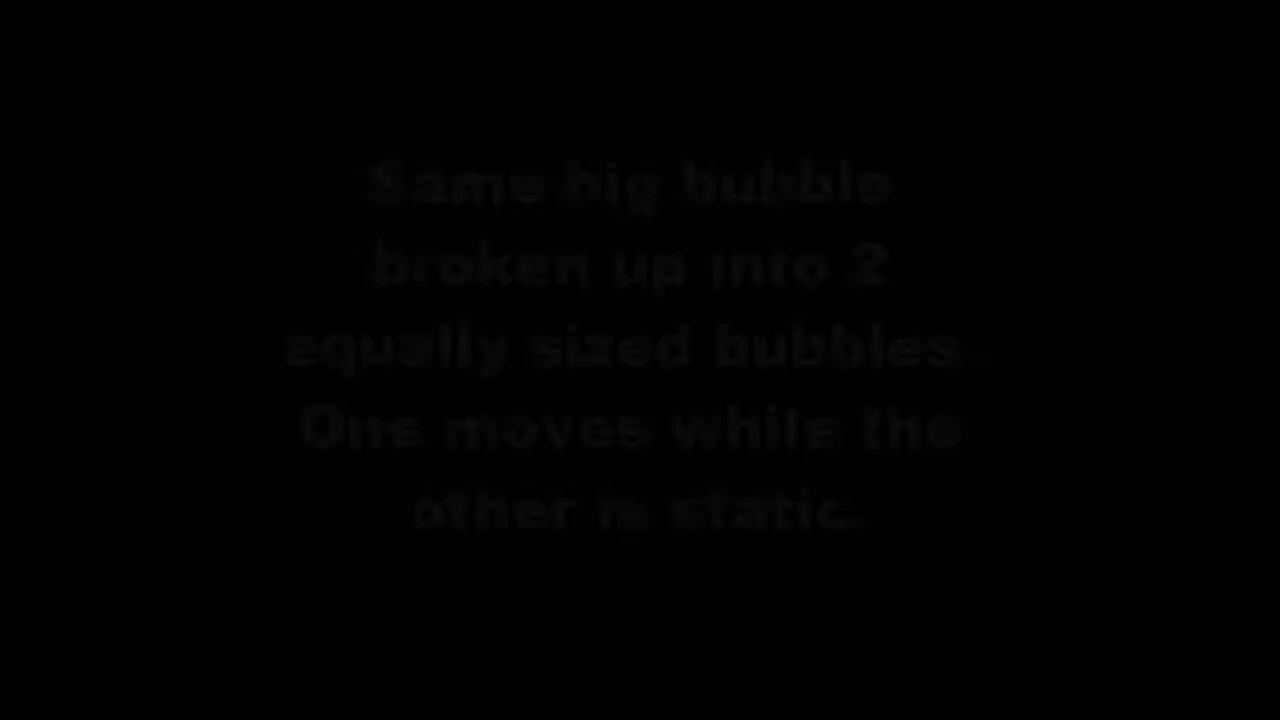 Same big bubble
broken up into 2
equally sized bubbles.
One moves while the
other is static.